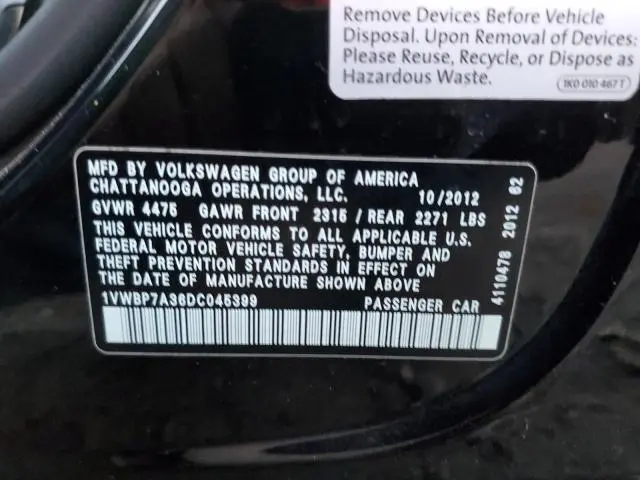 Remove Devices Before Vehicle
Disposal. Upon Removal of Devices:
Please Reuse, Recycle, or Dispose as
Hazardous Waste.
1K0 010 467 T
MFD BY VOLKSWAGEN GROUP OF AMERICA
CHATTANOOGA OPERATIONS, LLC. 10/2012
GVWR 4475 GAWR FRONT 2315 / REAR 2271 LBS
THIS VEHICLE CONFORMS TO ALL APPLICABLE U.S.
FEDERAL MOTOR VEHICLE SAFETY, BUMPER AND
THEFT PREVENTION STANDARDS IN EFFECT ON
THE DATE OF MANUFACTURE SHOWN ABOVE
1VWBP7A36DC045399 PASSENGER CAR
4110478 2012 62